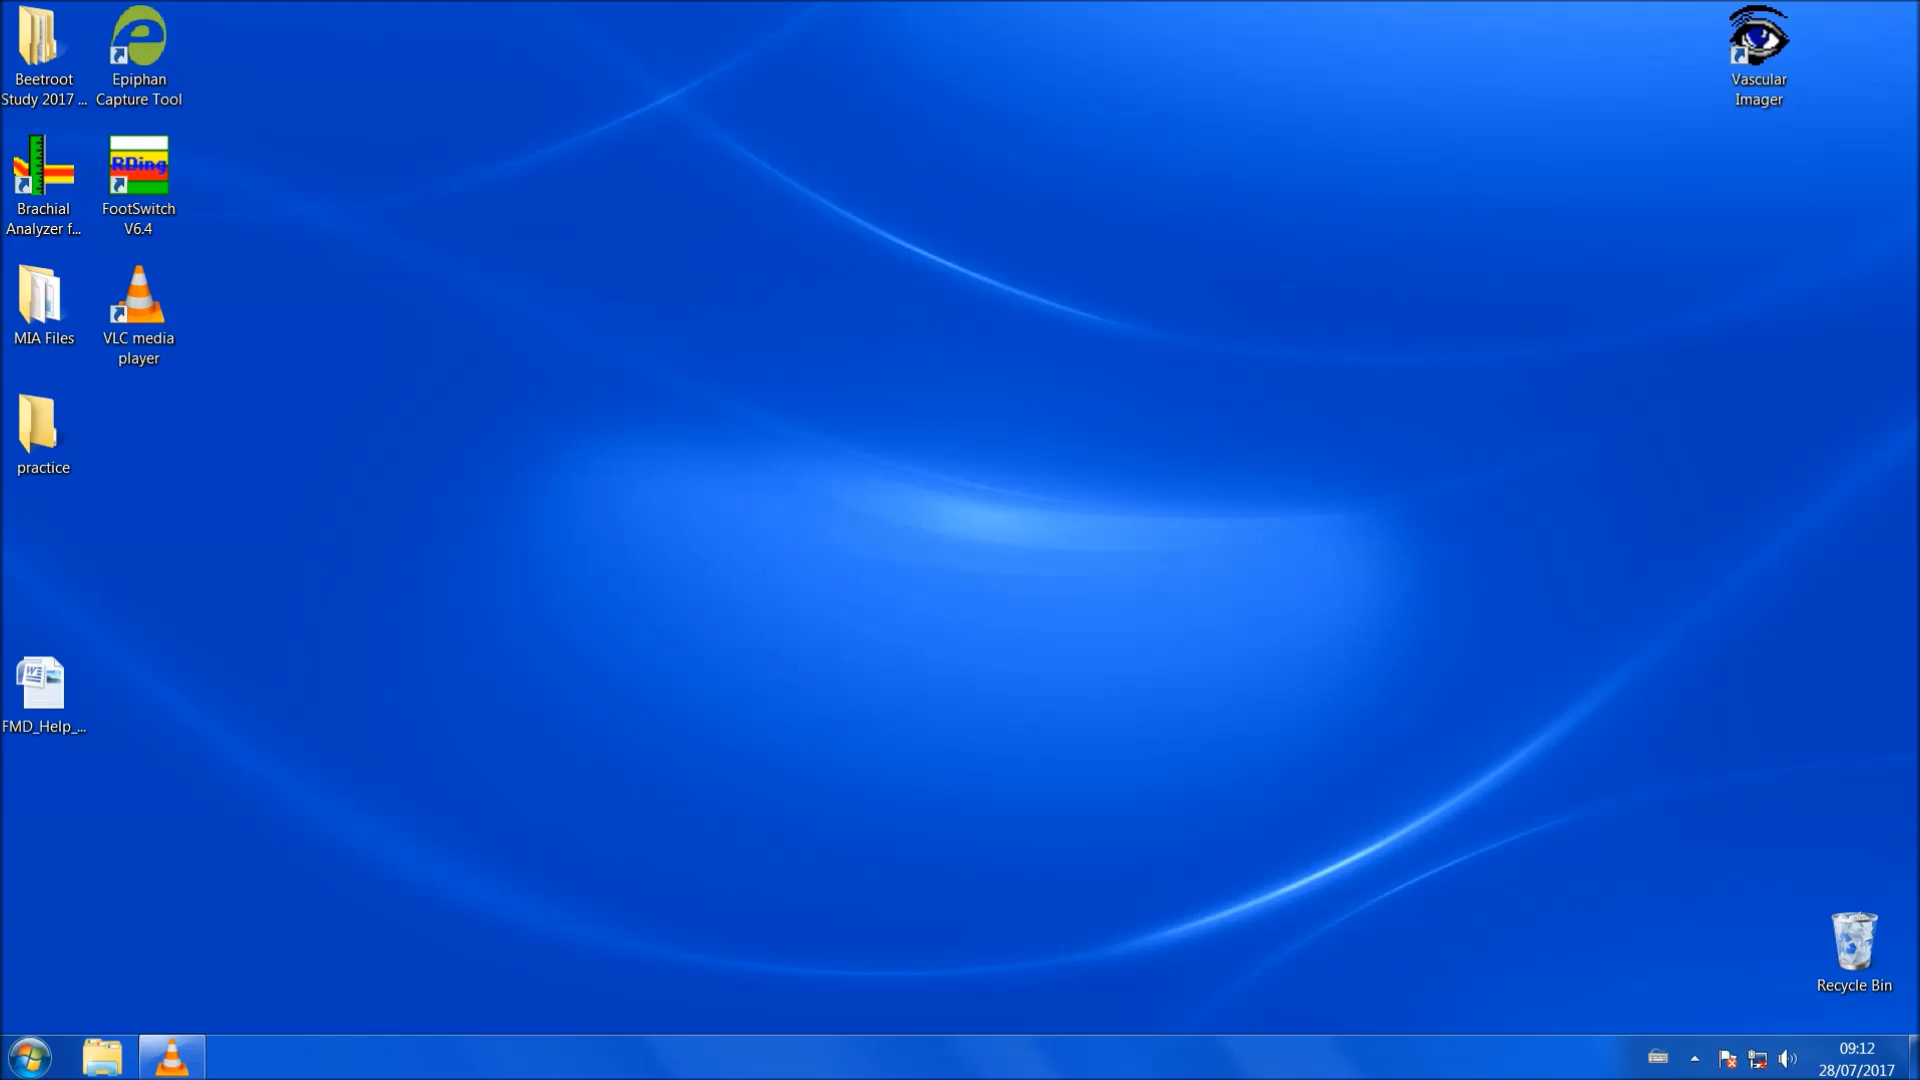 Beetroot
Study 2017 ...
Epiphan
Capture Tool
Vascular
Imager
Brachial
Analyzer f...
RDing
FootSwitch
V6.4
MIA Files
VLC media
player
practice
W
FMD_Help_...
Recycle Bin
09:12
28/07/2017